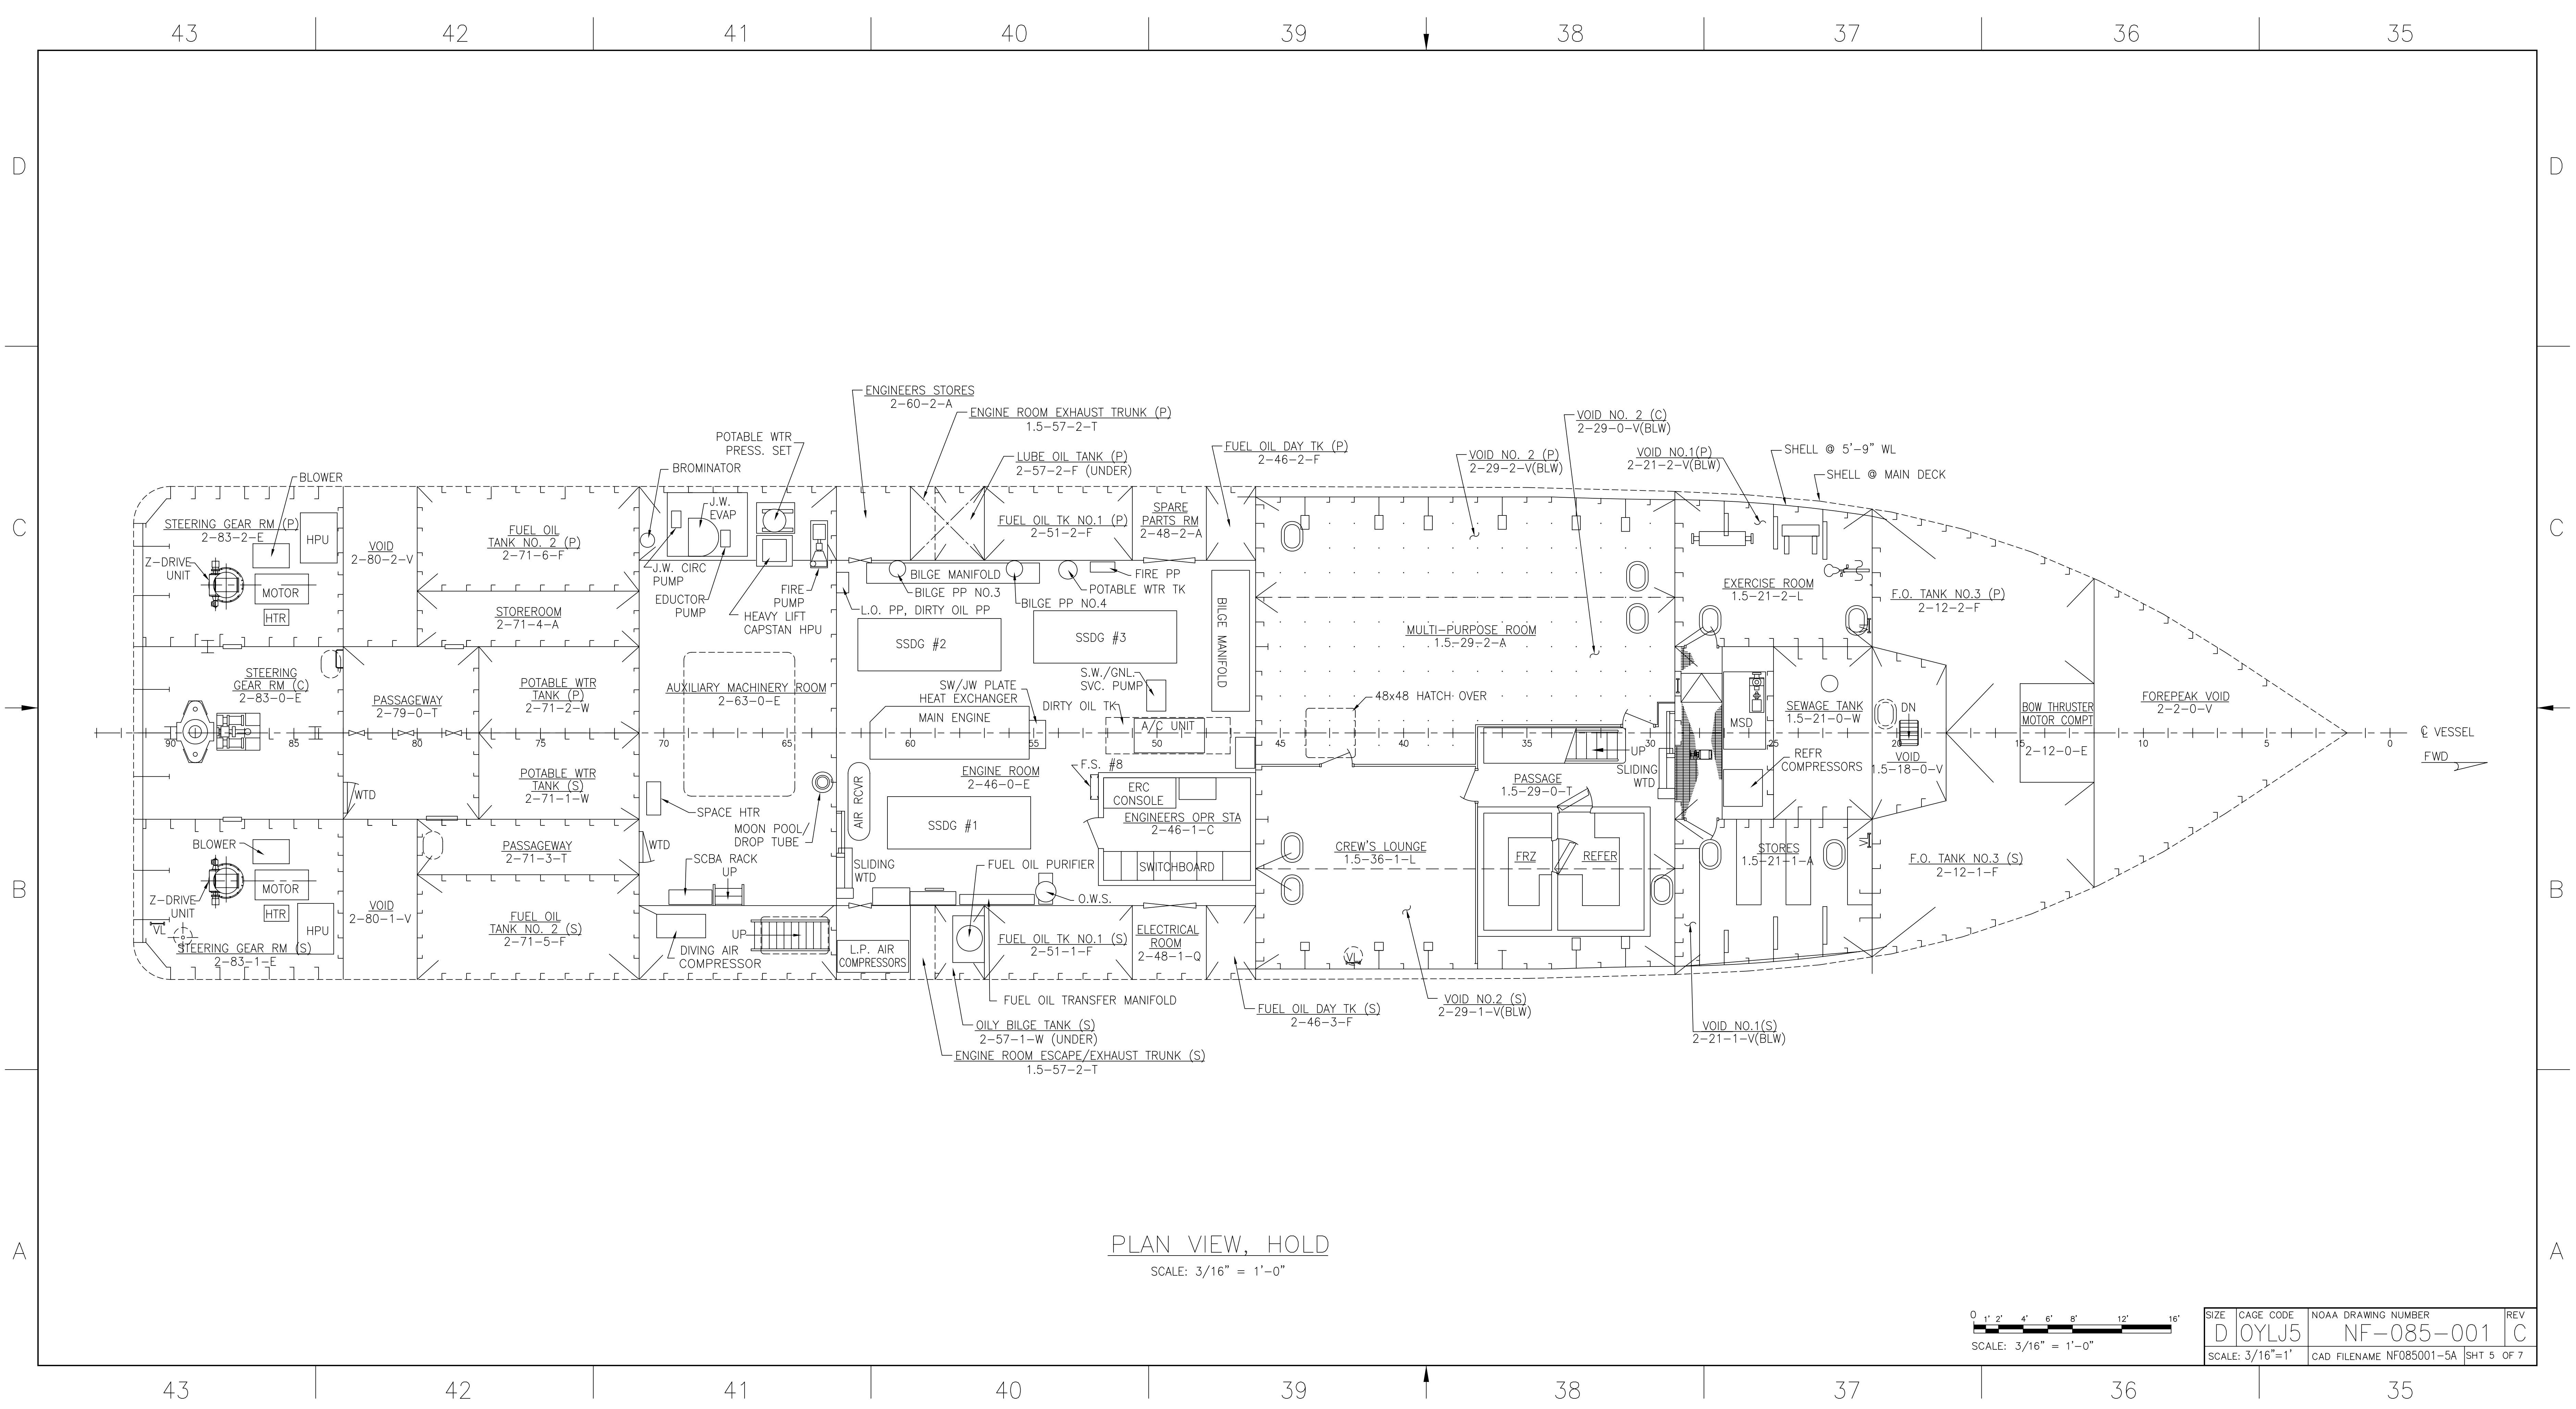 43 42 41 40 39 38 37 36 35
D
D
ENGINEERS STORES
2-60-2-A
ENGINE ROOM EXHAUST TRUNK (P)
1.5-57-2-T
POTABLE WTR
PRESS. SET
LUBE OIL TANK (P)
2-57-2-F (UNDER)
FUEL OIL DAY TK (P)
2-46-2-F
VOID NO. 2 (C)
2-29-0-V(BLW)
VOID NO. 2 (P)
2-29-2-V(BLW)
VOID NO.1(P)
2-21-2-V(BLW)
SHELL @ 5'-9" WL
SHELL @ MAIN DECK
BLOWER
BROMINATOR
C
C
STEERING GEAR RM (P)
2-83-2-E
HPU
VOID
2-80-2-V
FUEL OIL
TANK NO. 2 (P)
2-71-6-F
J.W.
EVAP
FUEL OIL TK NO.1 (P)
2-51-2-F
SPARE
PARTS RM
2-48-2-A
Z-DRIVE
UNIT
MOTOR
HTR
STOREROOM
2-71-4-A
J.W. CIRC
PUMP
EDUCTOR
PUMP
HEAVY LIFT
CAPSTAN HPU
FIRE
PUMP
BILGE MANIFOLD
BILGE PP NO.3
BILGE PP NO.4
FIRE PP
POTABLE WTR TK
L.O. PP, DIRTY OIL PP
SSDG #2
SSDG #3
BILGE MANIFOLD
MULTI-PURPOSE ROOM
1.5-29-2-A
EXERCISE ROOM
1.5-21-2-L
F.O. TANK NO.3 (P)
2-12-2-F
STEERING
GEAR RM (C)
2-83-0-E
PASSAGEWAY
2-79-0-T
POTABLE WTR
TANK (P)
2-71-2-W
AUXILIARY MACHINERY ROOM
2-63-0-E
SW/JW PLATE
HEAT EXCHANGER
S.W./GNL.
SVC. PUMP
DIRTY OIL TK
MAIN ENGINE
A/C UNIT
48x48 HATCH OVER
MSD
SEWAGE TANK
1.5-21-0-W
DN
BOW THRUSTER
MOTOR COMPT
2-12-0-E
FOREPEAK VOID
2-2-0-V
90 85 80 75 70 65 60 55 50 45 40 35 30 25 20 15 10 5 0
℄ VESSEL
FWD
UP
SLIDING
WTD
REFR
COMPRESSORS
VOID
1.5-18-0-V
POTABLE WTR
TANK (S)
2-71-1-W
WTD
SPACE HTR
MOON POOL/
DROP TUBE
AIR RCVR
ENGINE ROOM
2-46-0-E
F.S. #8
ERC
CONSOLE
ENGINEERS OPR STA
2-46-1-C
PASSAGE
1.5-29-0-T
SSDG #1
BLOWER
PASSAGEWAY
2-71-3-T
WTD
SCBA RACK
UP
SLIDING
WTD
FUEL OIL PURIFIER
SWITCHBOARD
CREW'S LOUNGE
1.5-36-1-L
FRZ
REFER
STORES
1.5-21-1-A
F.O. TANK NO.3 (S)
2-12-1-F
B
B
Z-DRIVE
UNIT
MOTOR
HTR
HPU
VL
STEERING GEAR RM (S)
2-83-1-E
VOID
2-80-1-V
FUEL OIL
TANK NO. 2 (S)
2-71-5-F
DIVING AIR
COMPRESSOR
UP
L.P. AIR
COMPRESSORS
O.W.S.
FUEL OIL TK NO.1 (S)
2-51-1-F
ELECTRICAL
ROOM
2-48-1-Q
VL
VL
VL
FUEL OIL TRANSFER MANIFOLD
OILY BILGE TANK (S)
2-57-1-W (UNDER)
ENGINE ROOM ESCAPE/EXHAUST TRUNK (S)
1.5-57-2-T
FUEL OIL DAY TK (S)
2-46-3-F
VOID NO.2 (S)
2-29-1-V(BLW)
VOID NO.1(S)
2-21-1-V(BLW)
A
A
PLAN VIEW, HOLD
SCALE: 3/16" = 1'-0"
0 1' 2' 4' 6' 8' 12' 16'
SCALE: 3/16" = 1'-0"
SIZE CAGE CODE NOAA DRAWING NUMBER REV
D 0YLJ5 NF-085-001 C
SCALE: 3/16"=1' CAD FILENAME NF085001-5A SHT 5 OF 7
43 42 41 40 39 38 37 36 35